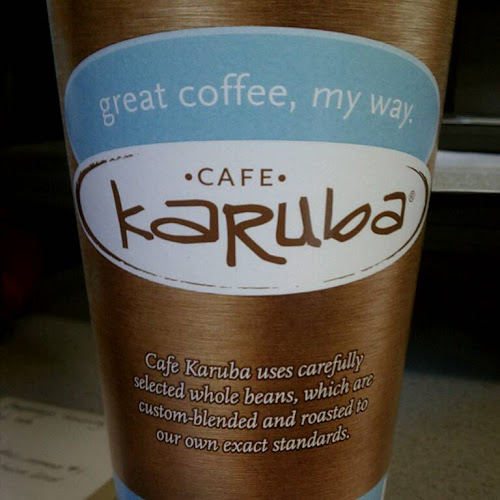 great coffee, my way.
•CAFE•
karuba®
Cafe Karuba uses carefully
selected whole beans, which are
custom-blended and roasted to
our own exact standards.